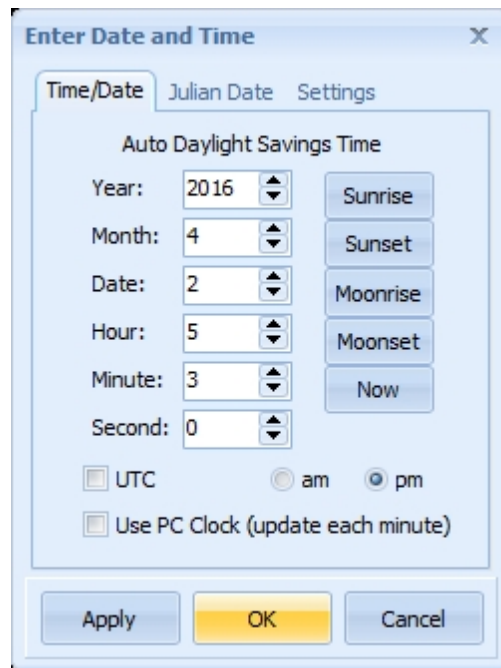 Enter Date and Time X
Time/Date Julian Date Settings
Auto Daylight Savings Time
Year: 2016 Sunrise
Month: 4 Sunset
Date: 2 Moonrise
Hour: 5 Moonset
Minute: 3 Now
Second: 0
UTC am pm
Use PC Clock (update each minute)
Apply OK Cancel